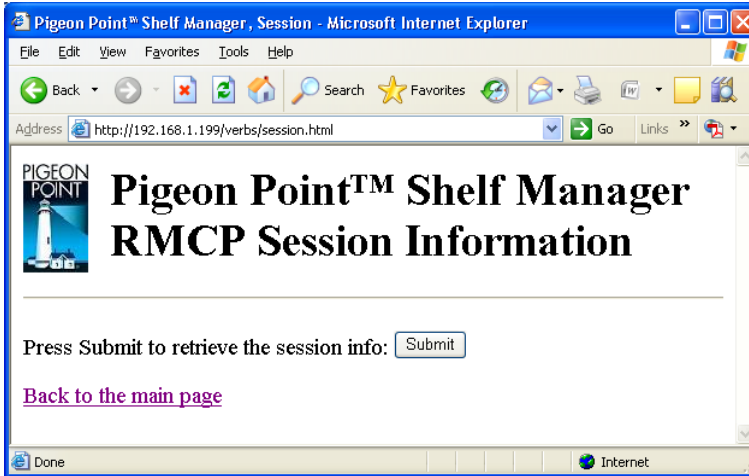 Pigeon Point™ Shelf Manager, Session - Microsoft Internet Explorer
File Edit View Favorites Tools Help
Back Search Favorites W
Address http://192.168.1.199/verbs/session.html Go Links »
PIGEON
POINT
Pigeon Point™ Shelf Manager
RMCP Session Information
Press Submit to retrieve the session info: Submit
Back to the main page
Done Internet